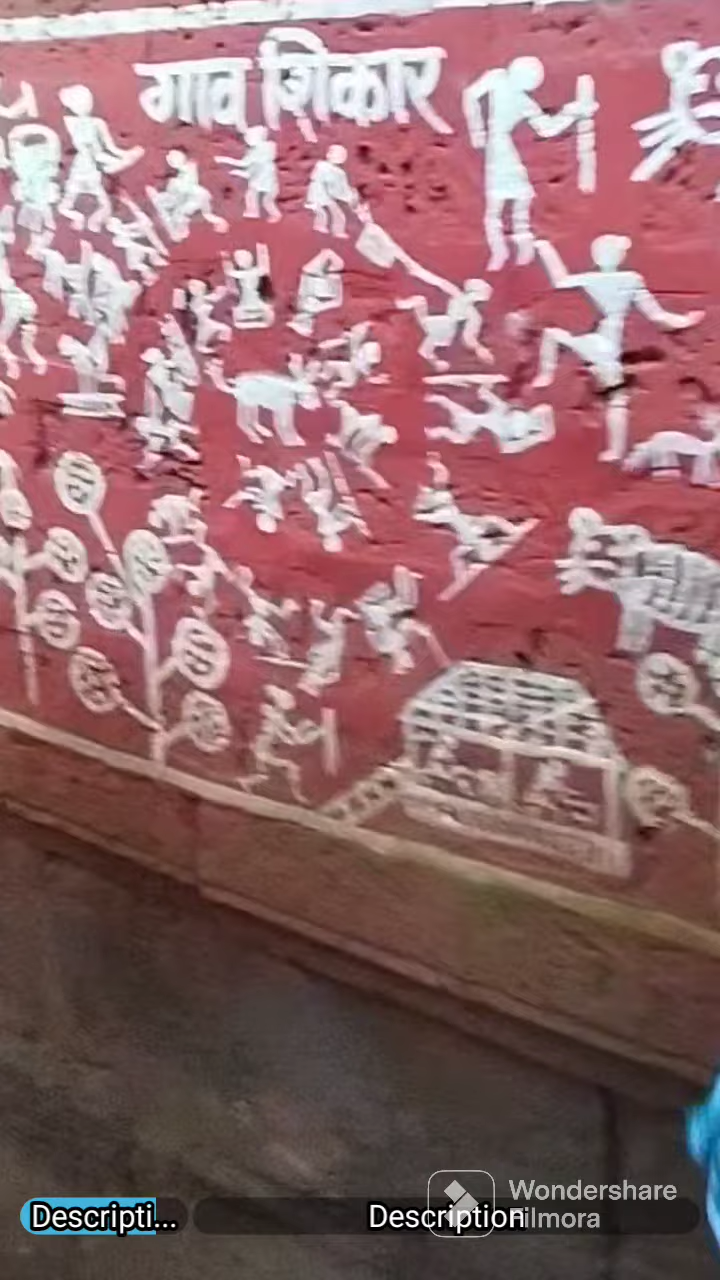 गाव शिकार
Descripti...
Description
Wondershare
Filmora